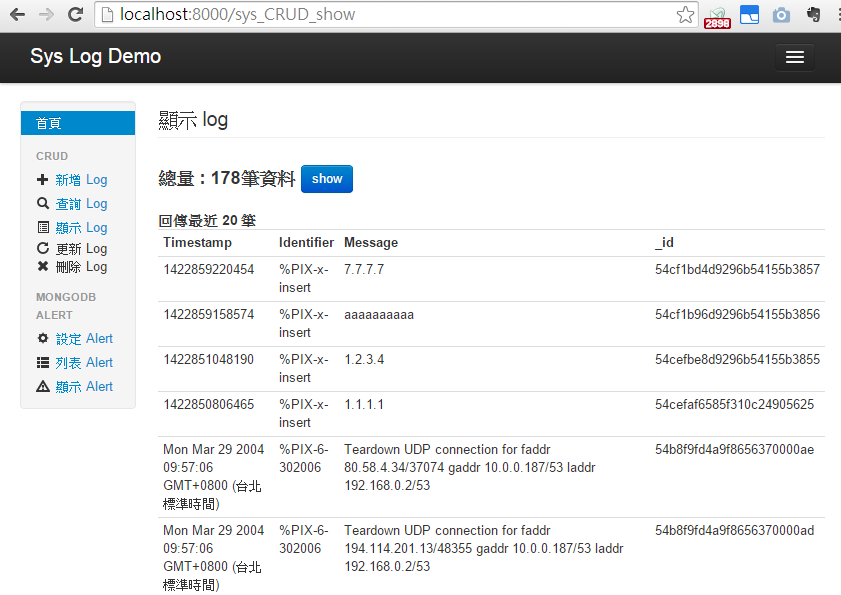 localhost:8000/sys_CRUD_show
2898
Sys Log Demo
首頁
CRUD
新增 Log
查詢 Log
顯示 Log
更新 Log
刪除 Log
MONGODB
ALERT
設定 Alert
列表 Alert
顯示 Alert
顯示 log
總量：178筆資料 show
回傳最近 20 筆
Timestamp Identifier Message _id
1422859220454 %PIX-x- 7.7.7.7 54cf1bd4d9296b54155b3857
insert
1422859158574 %PIX-x- aaaaaaaaaa 54cf1b96d9296b54155b3856
insert
1422851048190 %PIX-x- 1.2.3.4 54cefbe8d9296b54155b3855
insert
1422850806465 %PIX-x- 1.1.1.1 54cefaf6585f310c24905625
insert
Mon Mar 29 2004 %PIX-6- Teardown UDP connection for faddr 54b8f9fd4a9f8656370000ae
09:57:06 302006 80.58.4.34/37074 gaddr 10.0.0.187/53 laddr
GMT+0800 (台北 192.168.0.2/53
標準時間)
Mon Mar 29 2004 %PIX-6- Teardown UDP connection for faddr 54b8f9fd4a9f8656370000ad
09:57:06 302006 194.114.201.13/48355 gaddr 10.0.0.187/53 laddr
GMT+0800 (台北 192.168.0.2/53
標準時間)